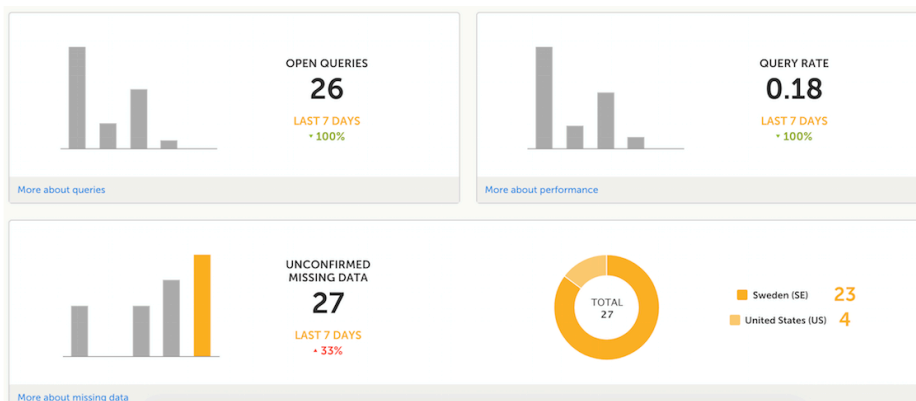 OPEN QUERIES
26
LAST 7 DAYS
▾ 100%
More about queries
QUERY RATE
0.18
LAST 7 DAYS
▾ 100%
More about performance
UNCONFIRMED
MISSING DATA
27
LAST 7 DAYS
▴ 33%
TOTAL
27
Sweden (SE) 23
United States (US) 4
More about missing data